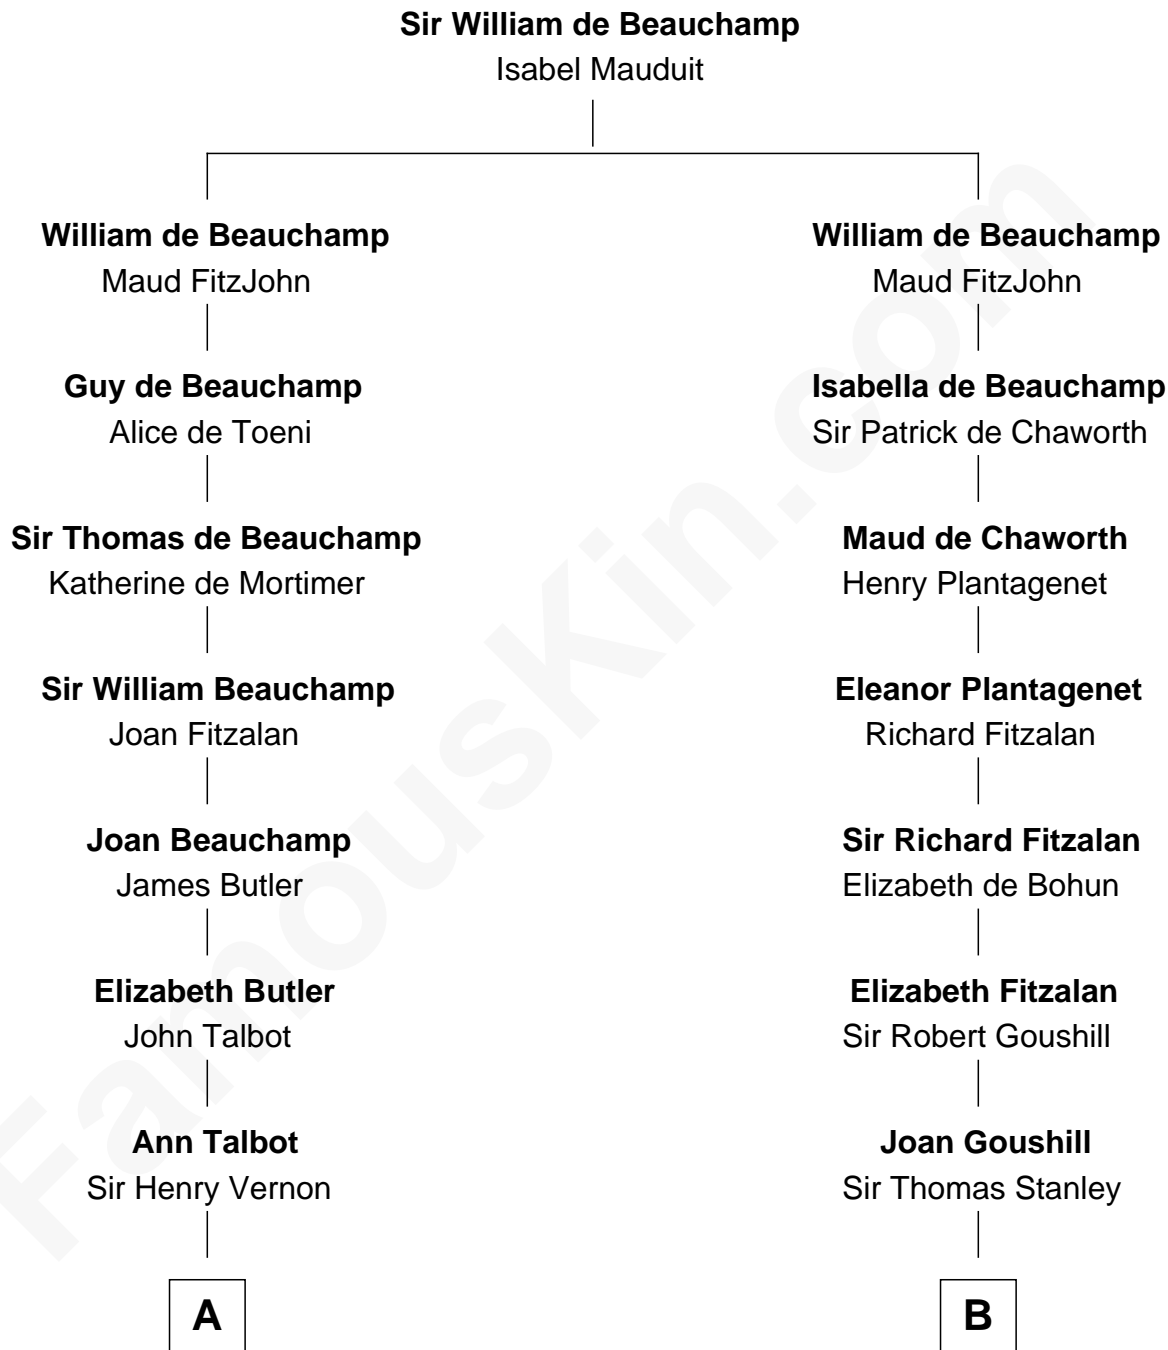 Sir William de Beauchamp
Isabel Mauduit
William de Beauchamp
Maud FitzJohn
William de Beauchamp
Maud FitzJohn
Guy de Beauchamp
Alice de Toeni
Isabella de Beauchamp
Sir Patrick de Chaworth
Sir Thomas de Beauchamp
Katherine de Mortimer
Maud de Chaworth
Henry Plantagenet
Sir William Beauchamp
Joan Fitzalan
Eleanor Plantagenet
Richard Fitzalan
Joan Beauchamp
James Butler
Sir Richard Fitzalan
Elizabeth de Bohun
Elizabeth Butler
John Talbot
Elizabeth Fitzalan
Sir Robert Goushill
Ann Talbot
Sir Henry Vernon
Joan Goushill
Sir Thomas Stanley
A
B
FamousKin.com